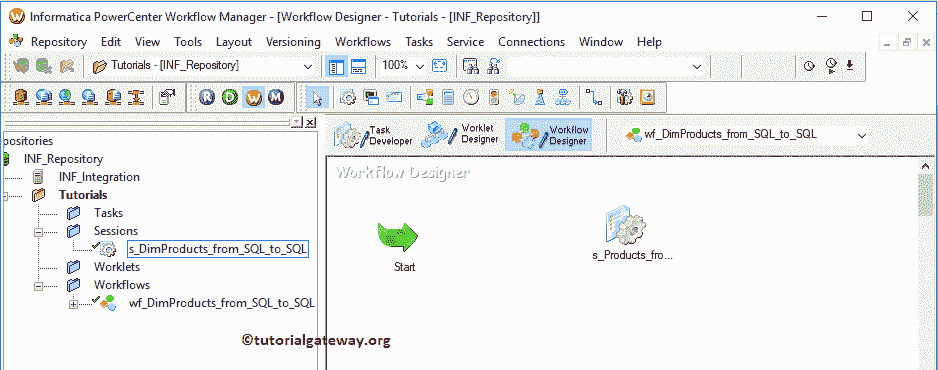 Informatica PowerCenter Workflow Manager - [Workflow Designer - Tutorials - [INF_Repository]]
Repository Edit View Tools Layout Versioning Workflows Tasks Service Connections Window Help
Tutorials - [INF_Repository] 100%
R D W M
positories
INF_Repository
INF_Integration
Tutorials
Tasks
Sessions
s_DimProducts_from_SQL_to_SQL
Worklets
Workflows
wf_DimProducts_from_SQL_to_SQL
©tutorialgateway.org
Task Developer
Worklet Designer
Workflow Designer
wf_DimProducts_from_SQL_to_SQL
Workflow Designer
Start
s_Products_fro...